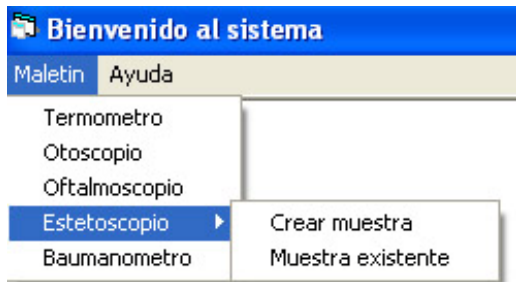 Bienvenido al sistema
Maletin Ayuda
Termometro
Otoscopio
Oftalmoscopio
Estetoscopio
Baumanometro
Crear muestra
Muestra existente